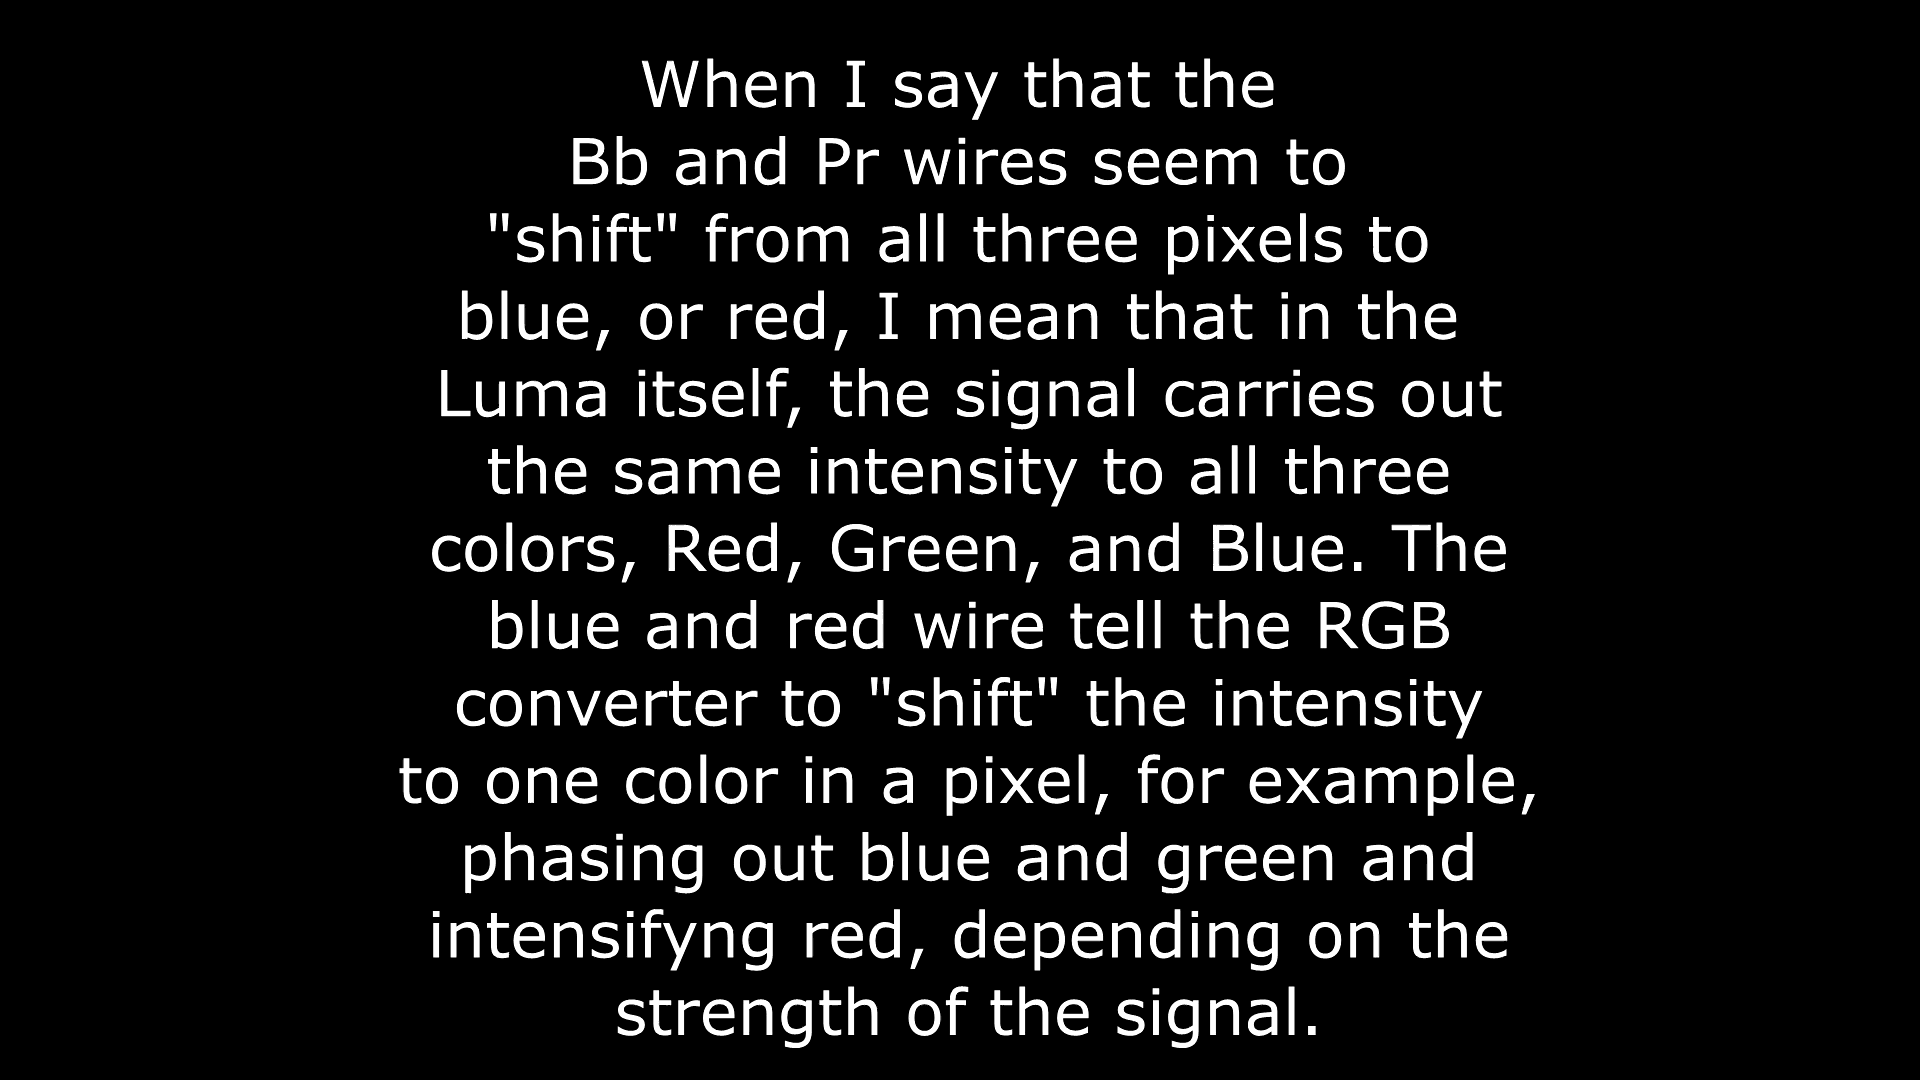 When I say that the
Bb and Pr wires seem to
"shift" from all three pixels to
blue, or red, I mean that in the
Luma itself, the signal carries out
the same intensity to all three
colors, Red, Green, and Blue. The
blue and red wire tell the RGB
converter to "shift" the intensity
to one color in a pixel, for example,
phasing out blue and green and
intensifyng red, depending on the
strength of the signal.